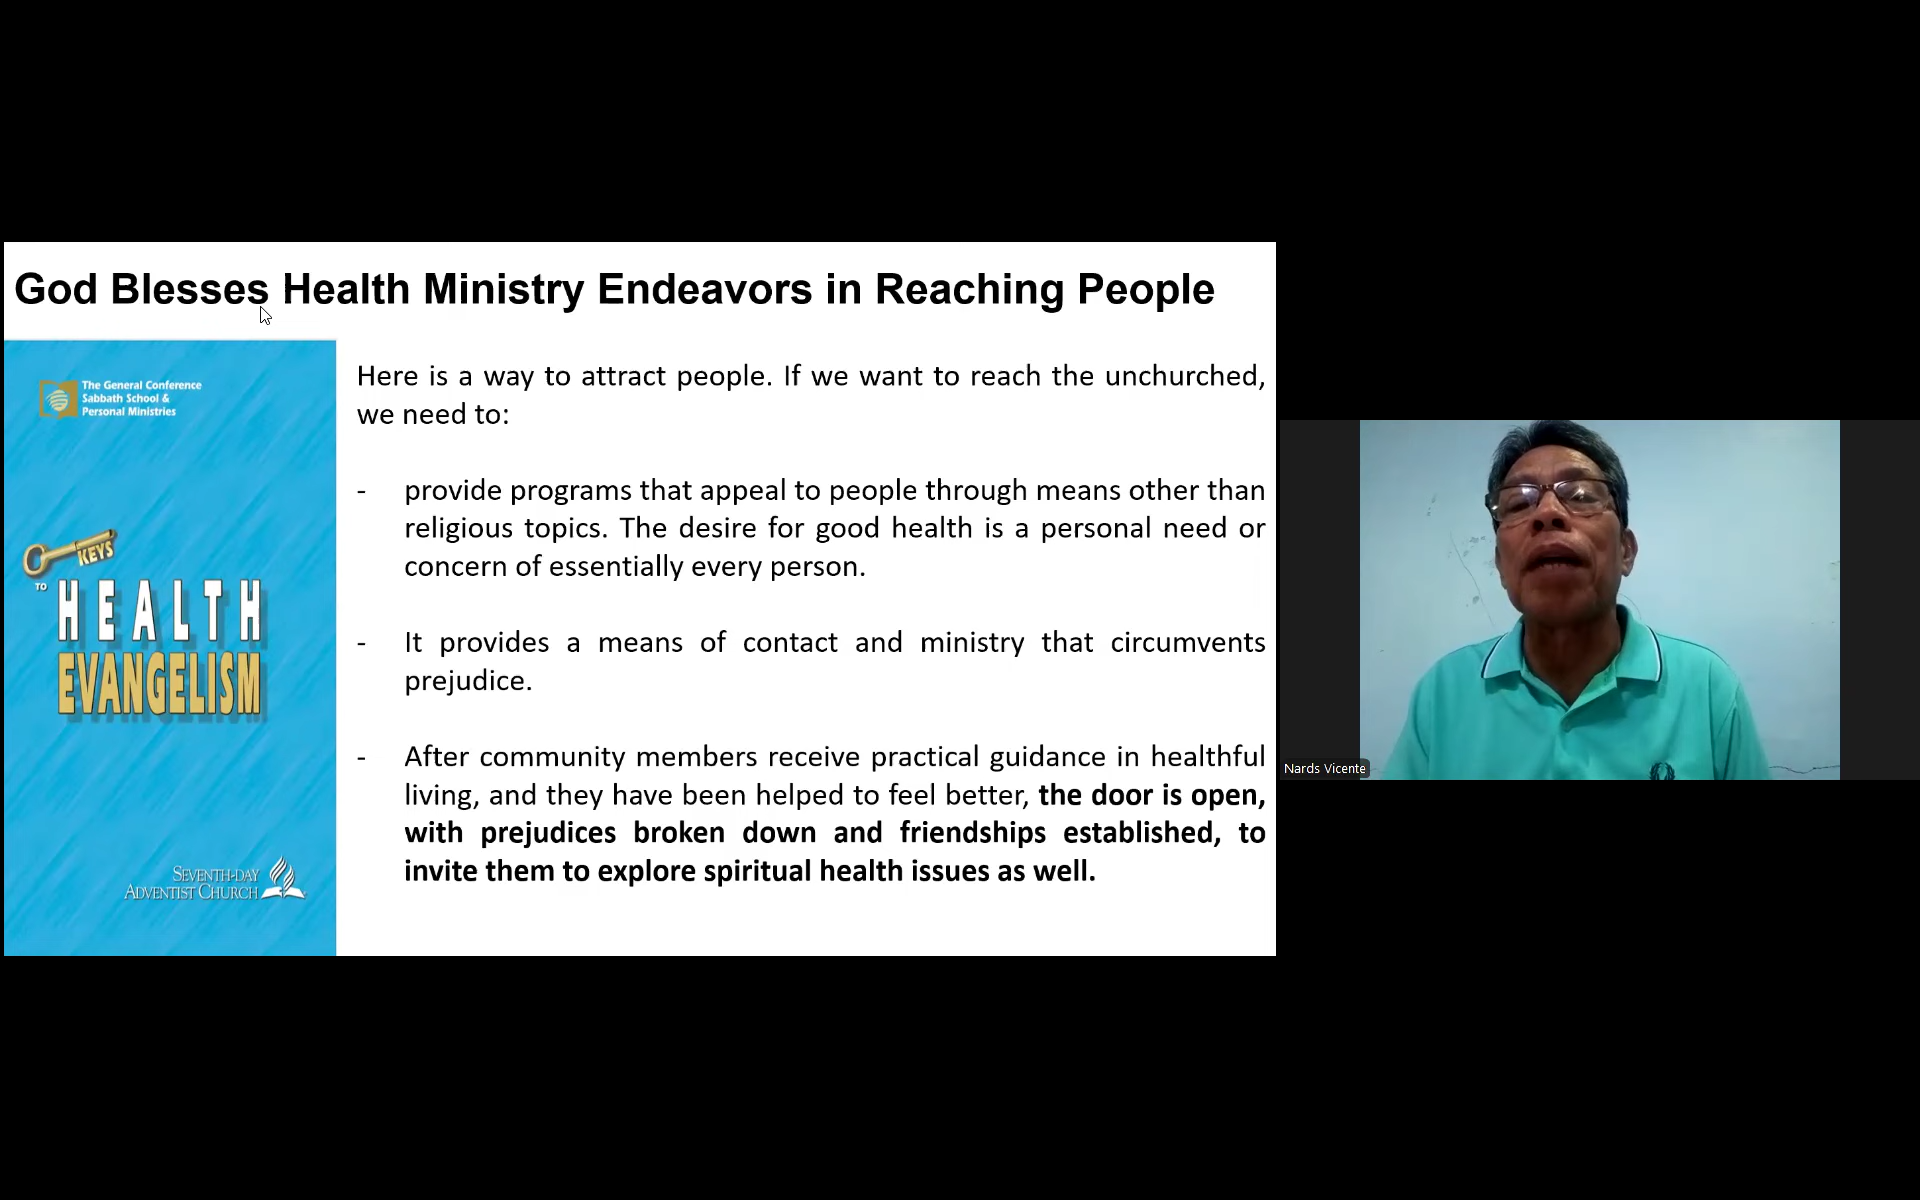 God Blesses Health Ministry Endeavors in Reaching People
The General Conference
Sabbath School &
Personal Ministries
KEYS
TO
HEALTH
EVANGELISM
SEVENTH-DAY
ADVENTIST CHURCH
Here is a way to attract people. If we want to reach the unchurched,
we need to:
- provide programs that appeal to people through means other than
religious topics. The desire for good health is a personal need or
concern of essentially every person.
- It provides a means of contact and ministry that circumvents
prejudice.
- After community members receive practical guidance in healthful
living, and they have been helped to feel better, the door is open,
with prejudices broken down and friendships established, to
invite them to explore spiritual health issues as well.
Nards Vicente